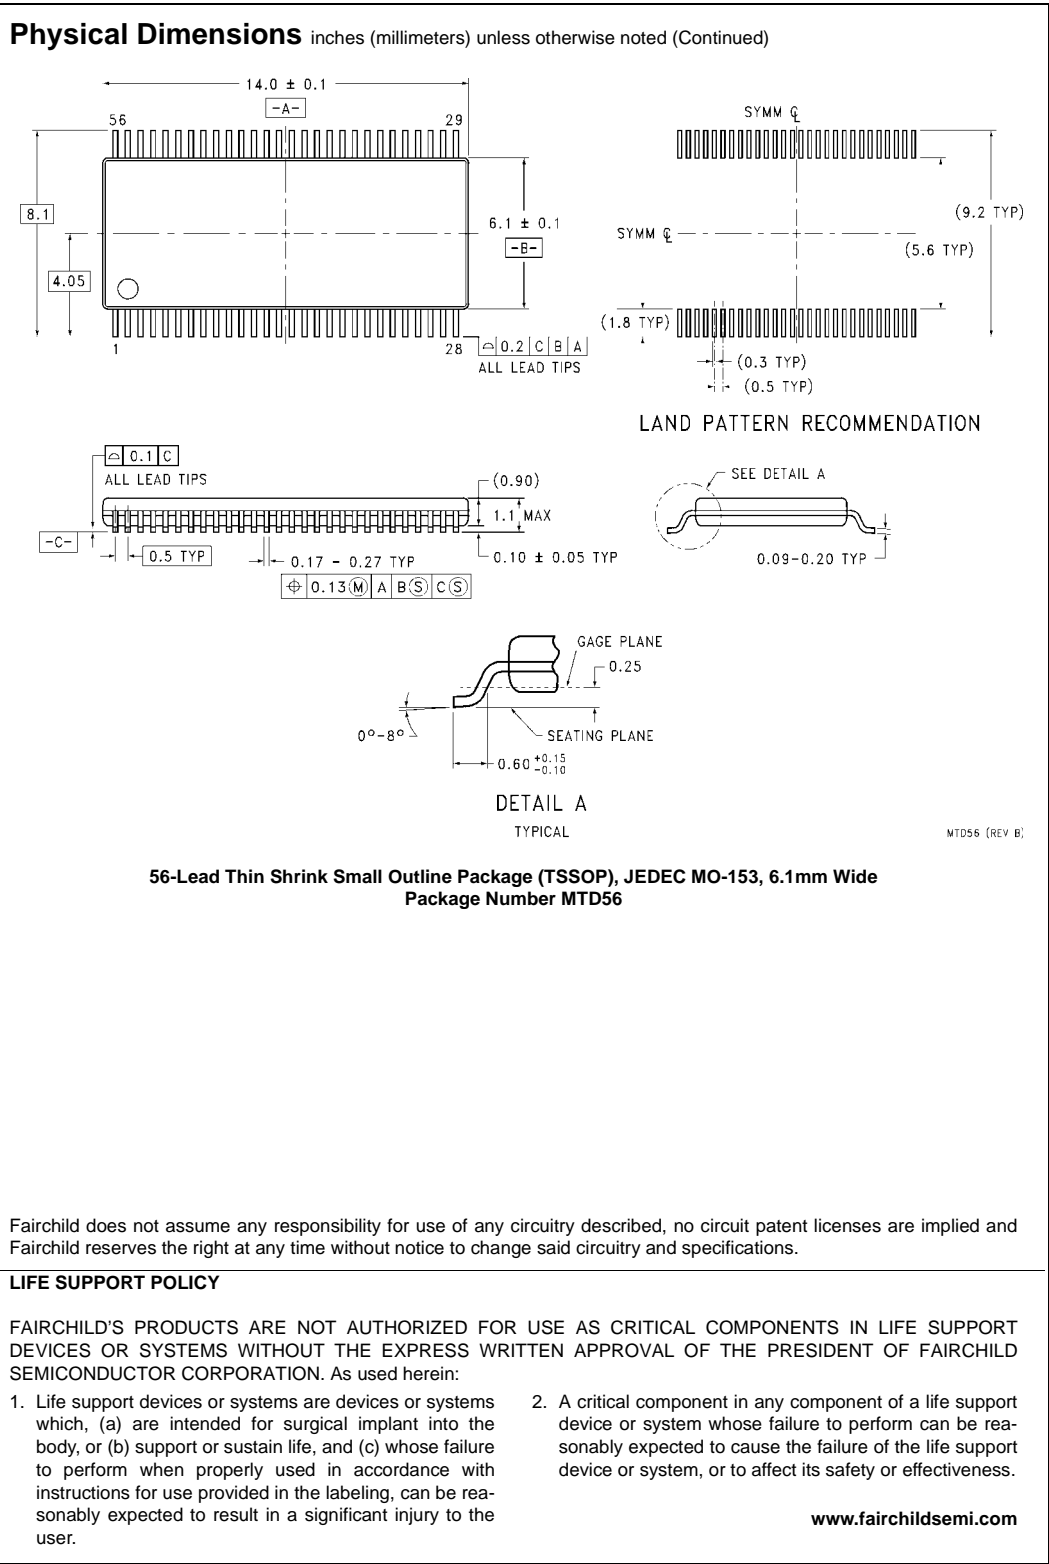 Physical Dimensions inches (millimeters) unless otherwise noted (Continued)
14.0 ± 0.1
-A-
56
29
8.1
4.05
6.1 ± 0.1
-B-
1
28
⌓ 0.2 C B A
ALL LEAD TIPS
SYMM ℄
SYMM ℄
(9.2 TYP)
(5.6 TYP)
(1.8 TYP)
(0.3 TYP)
(0.5 TYP)
LAND PATTERN RECOMMENDATION
⌓ 0.1 C
ALL LEAD TIPS
(0.90)
1.1 MAX
-C-
0.5 TYP
0.17 - 0.27 TYP
0.10 ± 0.05 TYP
⌖ 0.13 Ⓜ A B Ⓢ C Ⓢ
SEE DETAIL A
0.09-0.20 TYP
GAGE PLANE
0.25
0°-8°
SEATING PLANE
0.60 +0.15 -0.10
DETAIL A
TYPICAL
MTD56 (REV B)
56-Lead Thin Shrink Small Outline Package (TSSOP), JEDEC MO-153, 6.1mm Wide
Package Number MTD56
Fairchild does not assume any responsibility for use of any circuitry described, no circuit patent licenses are implied and
Fairchild reserves the right at any time without notice to change said circuitry and specifications.
LIFE SUPPORT POLICY
FAIRCHILD'S PRODUCTS ARE NOT AUTHORIZED FOR USE AS CRITICAL COMPONENTS IN LIFE SUPPORT
DEVICES OR SYSTEMS WITHOUT THE EXPRESS WRITTEN APPROVAL OF THE PRESIDENT OF FAIRCHILD
SEMICONDUCTOR CORPORATION. As used herein:
1. Life support devices or systems are devices or systems
which, (a) are intended for surgical implant into the
body, or (b) support or sustain life, and (c) whose failure
to perform when properly used in accordance with
instructions for use provided in the labeling, can be rea-
sonably expected to result in a significant injury to the
user.
2. A critical component in any component of a life support
device or system whose failure to perform can be rea-
sonably expected to cause the failure of the life support
device or system, or to affect its safety or effectiveness.
www.fairchildsemi.com